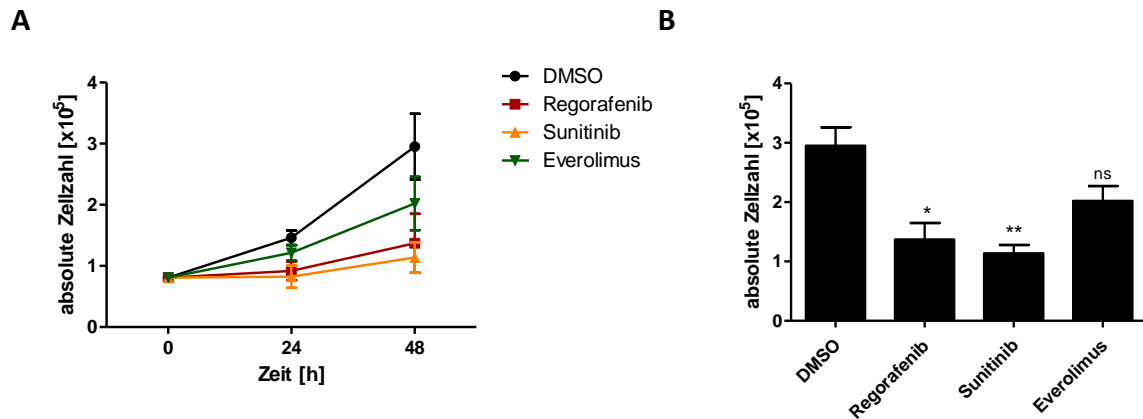 A
absolute Zellzahl [x10⁵]
4
3
2
1
0
0
24
48
Zeit [h]
DMSO
Regorafenib
Sunitinib
Everolimus
B
absolute Zellzahl [x10⁵]
4
3
2
1
0
*
**
ns
DMSO
Regorafenib
Sunitinib
Everolimus